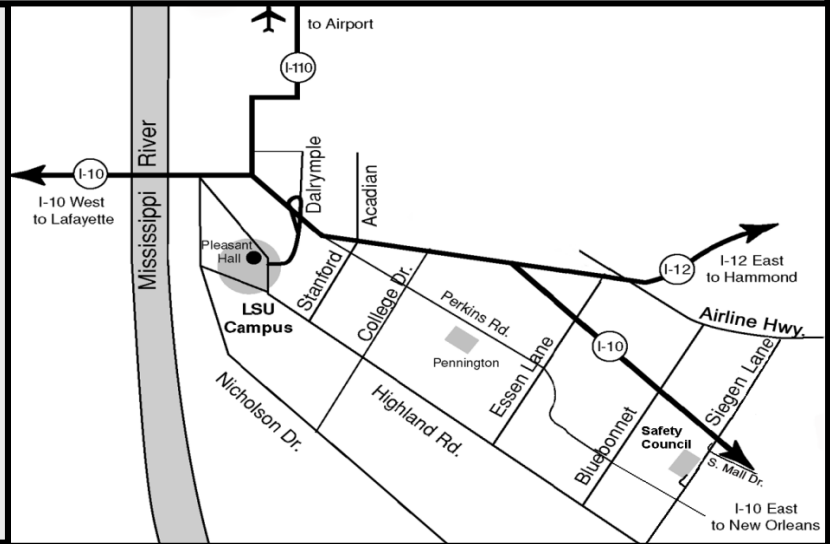 to Airport
I-110
Mississippi River
I-10
I-10 West
to Lafayette
Dalrymple
Acadian
Pleasant
Hall
LSU
Campus
Stanford
College Dr.
Perkins Rd.
Pennington
I-12
I-12 East
to Hammond
Airline Hwy.
I-10
Essen Lane
Siegen Lane
Nicholson Dr.
Highland Rd.
Bluebonnet
Safety
Council
S. Mall Dr.
I-10 East
to New Orleans